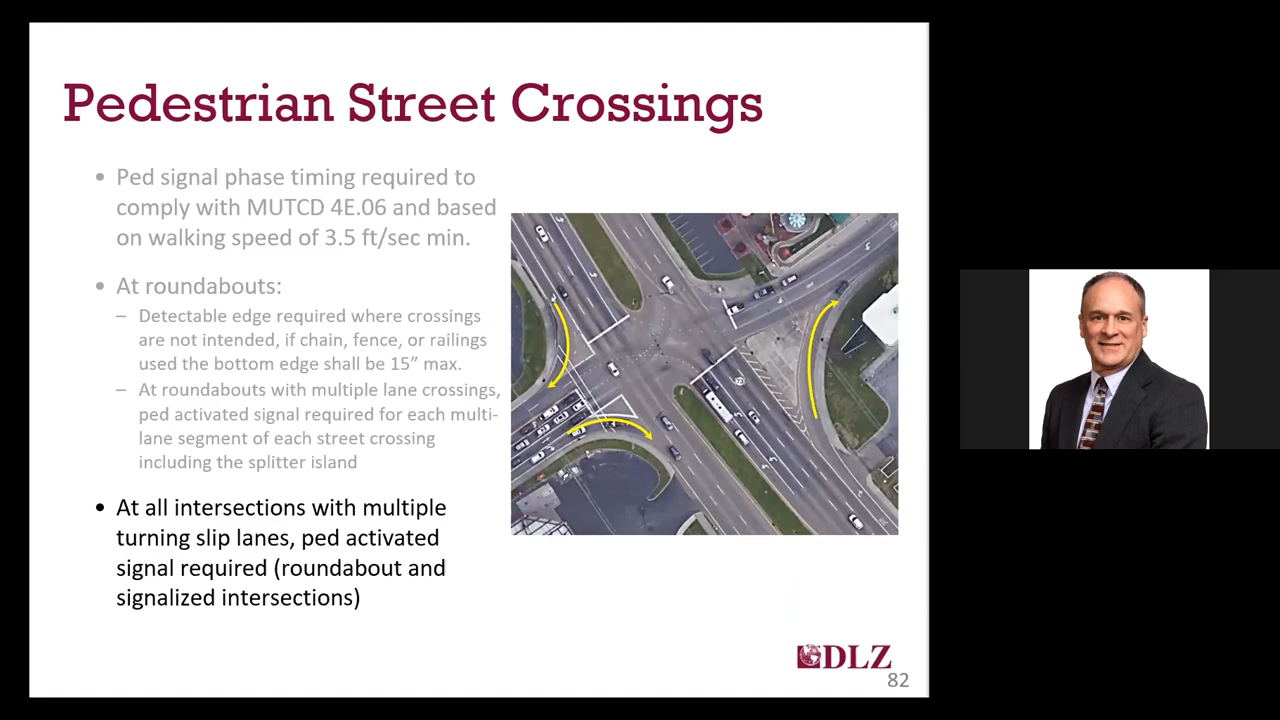 Pedestrian Street Crossings
• Ped signal phase timing required to
comply with MUTCD 4E.06 and based
on walking speed of 3.5 ft/sec min.
• At roundabouts:
– Detectable edge required where crossings
are not intended, if chain, fence, or railings
used the bottom edge shall be 15” max.
– At roundabouts with multiple lane crossings,
ped activated signal required for each multi-
lane segment of each street crossing
including the splitter island
• At all intersections with multiple
turning slip lanes, ped activated
signal required (roundabout and
signalized intersections)
DLZ
82